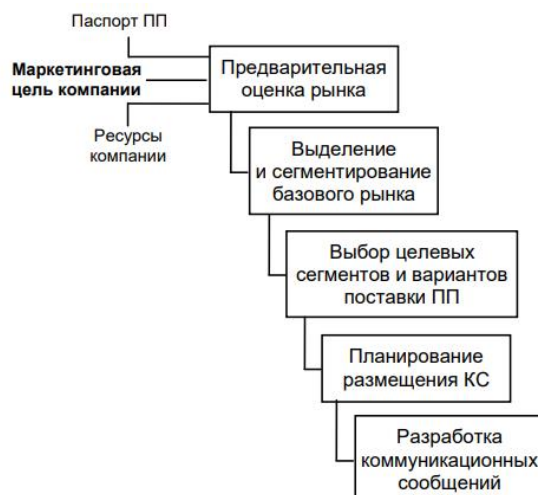 Паспорт ПП
Маркетинговая
цель компании
Ресурсы
компании
Предварительная
оценка рынка
Выделение
и сегментирование
базового рынка
Выбор целевых
сегментов и вариантов
поставки ПП
Планирование
размещения КС
Разработка
коммуникационных
сообщений